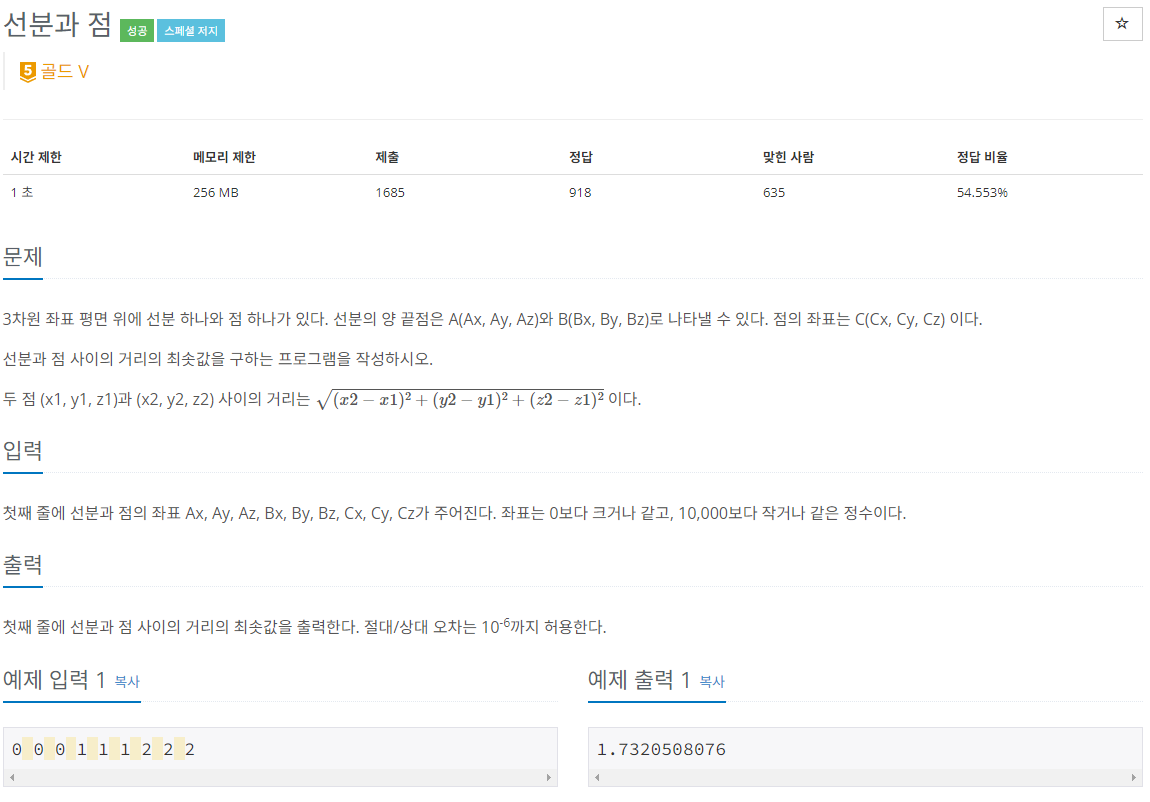 선분과 점 성공 스페셜 저지
☆
5 골드 V
시간 제한 메모리 제한 제출 정답 맞힌 사람 정답 비율
1 초 256 MB 1685 918 635 54.553%
문제
3차원 좌표 평면 위에 선분 하나와 점 하나가 있다. 선분의 양 끝점은 A(Ax, Ay, Az)와 B(Bx, By, Bz)로 나타낼 수 있다. 점의 좌표는 C(Cx, Cy, Cz) 이다.
선분과 점 사이의 거리의 최솟값을 구하는 프로그램을 작성하시오.
두 점 (x1, y1, z1)과 (x2, y2, z2) 사이의 거리는 √(x2 − x1)² + (y2 − y1)² + (z2 − z1)² 이다.
입력
첫째 줄에 선분과 점의 좌표 Ax, Ay, Az, Bx, By, Bz, Cx, Cy, Cz가 주어진다. 좌표는 0보다 크거나 같고, 10,000보다 작거나 같은 정수이다.
출력
첫째 줄에 선분과 점 사이의 거리의 최솟값을 출력한다. 절대/상대 오차는 10⁻⁶까지 허용한다.
예제 입력 1 복사
0 0 0 1 1 1 2 2 2
예제 출력 1 복사
1.7320508076